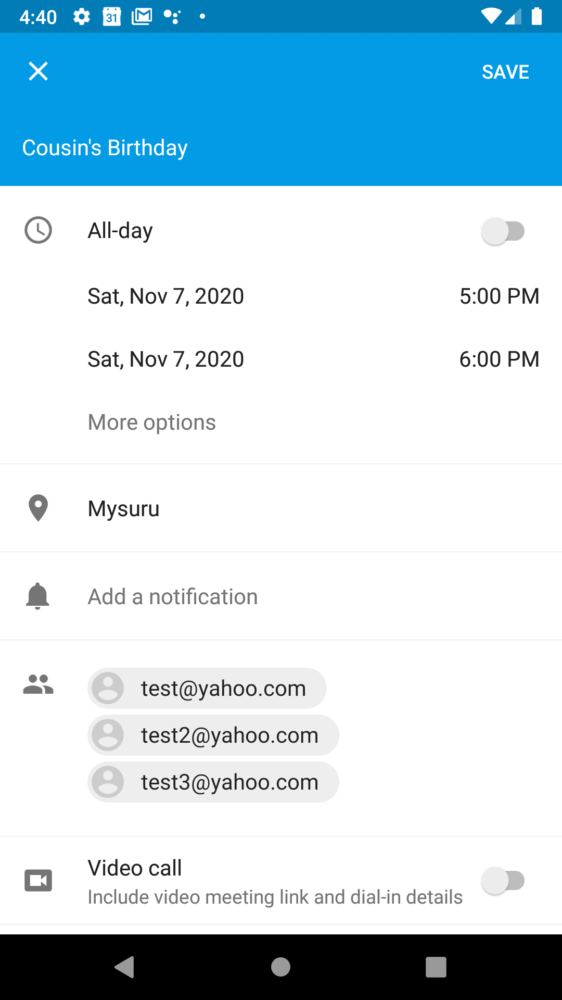 4:40
31
SAVE
Cousin's Birthday
All-day
Sat, Nov 7, 2020 5:00 PM
Sat, Nov 7, 2020 6:00 PM
More options
Mysuru
Add a notification
test@yahoo.com
test2@yahoo.com
test3@yahoo.com
Video call
Include video meeting link and dial-in details